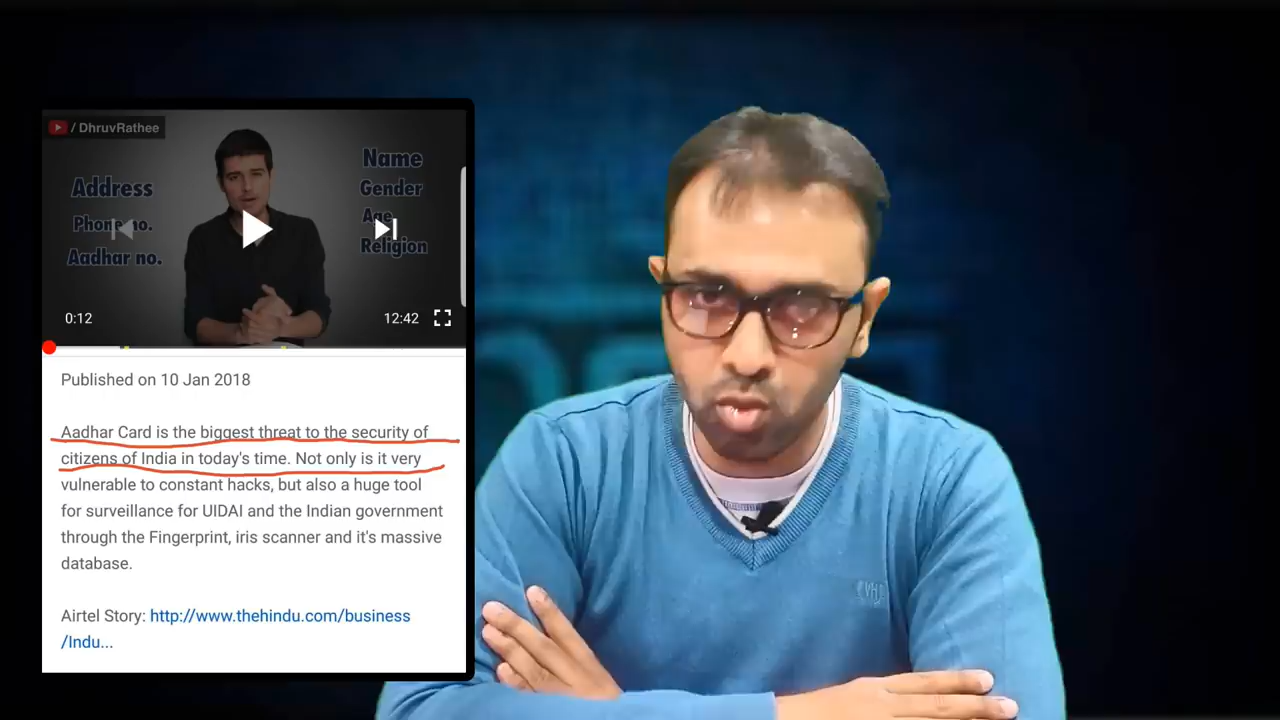 / DhruvRathee
Address
Phone no.
Aadhar no.
Name
Gender
Age
Religion
0:12
12:42
Published on 10 Jan 2018
Aadhar Card is the biggest threat to the security of
citizens of India in today's time. Not only is it very
vulnerable to constant hacks, but also a huge tool
for surveillance for UIDAI and the Indian government
through the Fingerprint, iris scanner and it's massive
database.
Airtel Story: http://www.thehindu.com/business
/Indu...